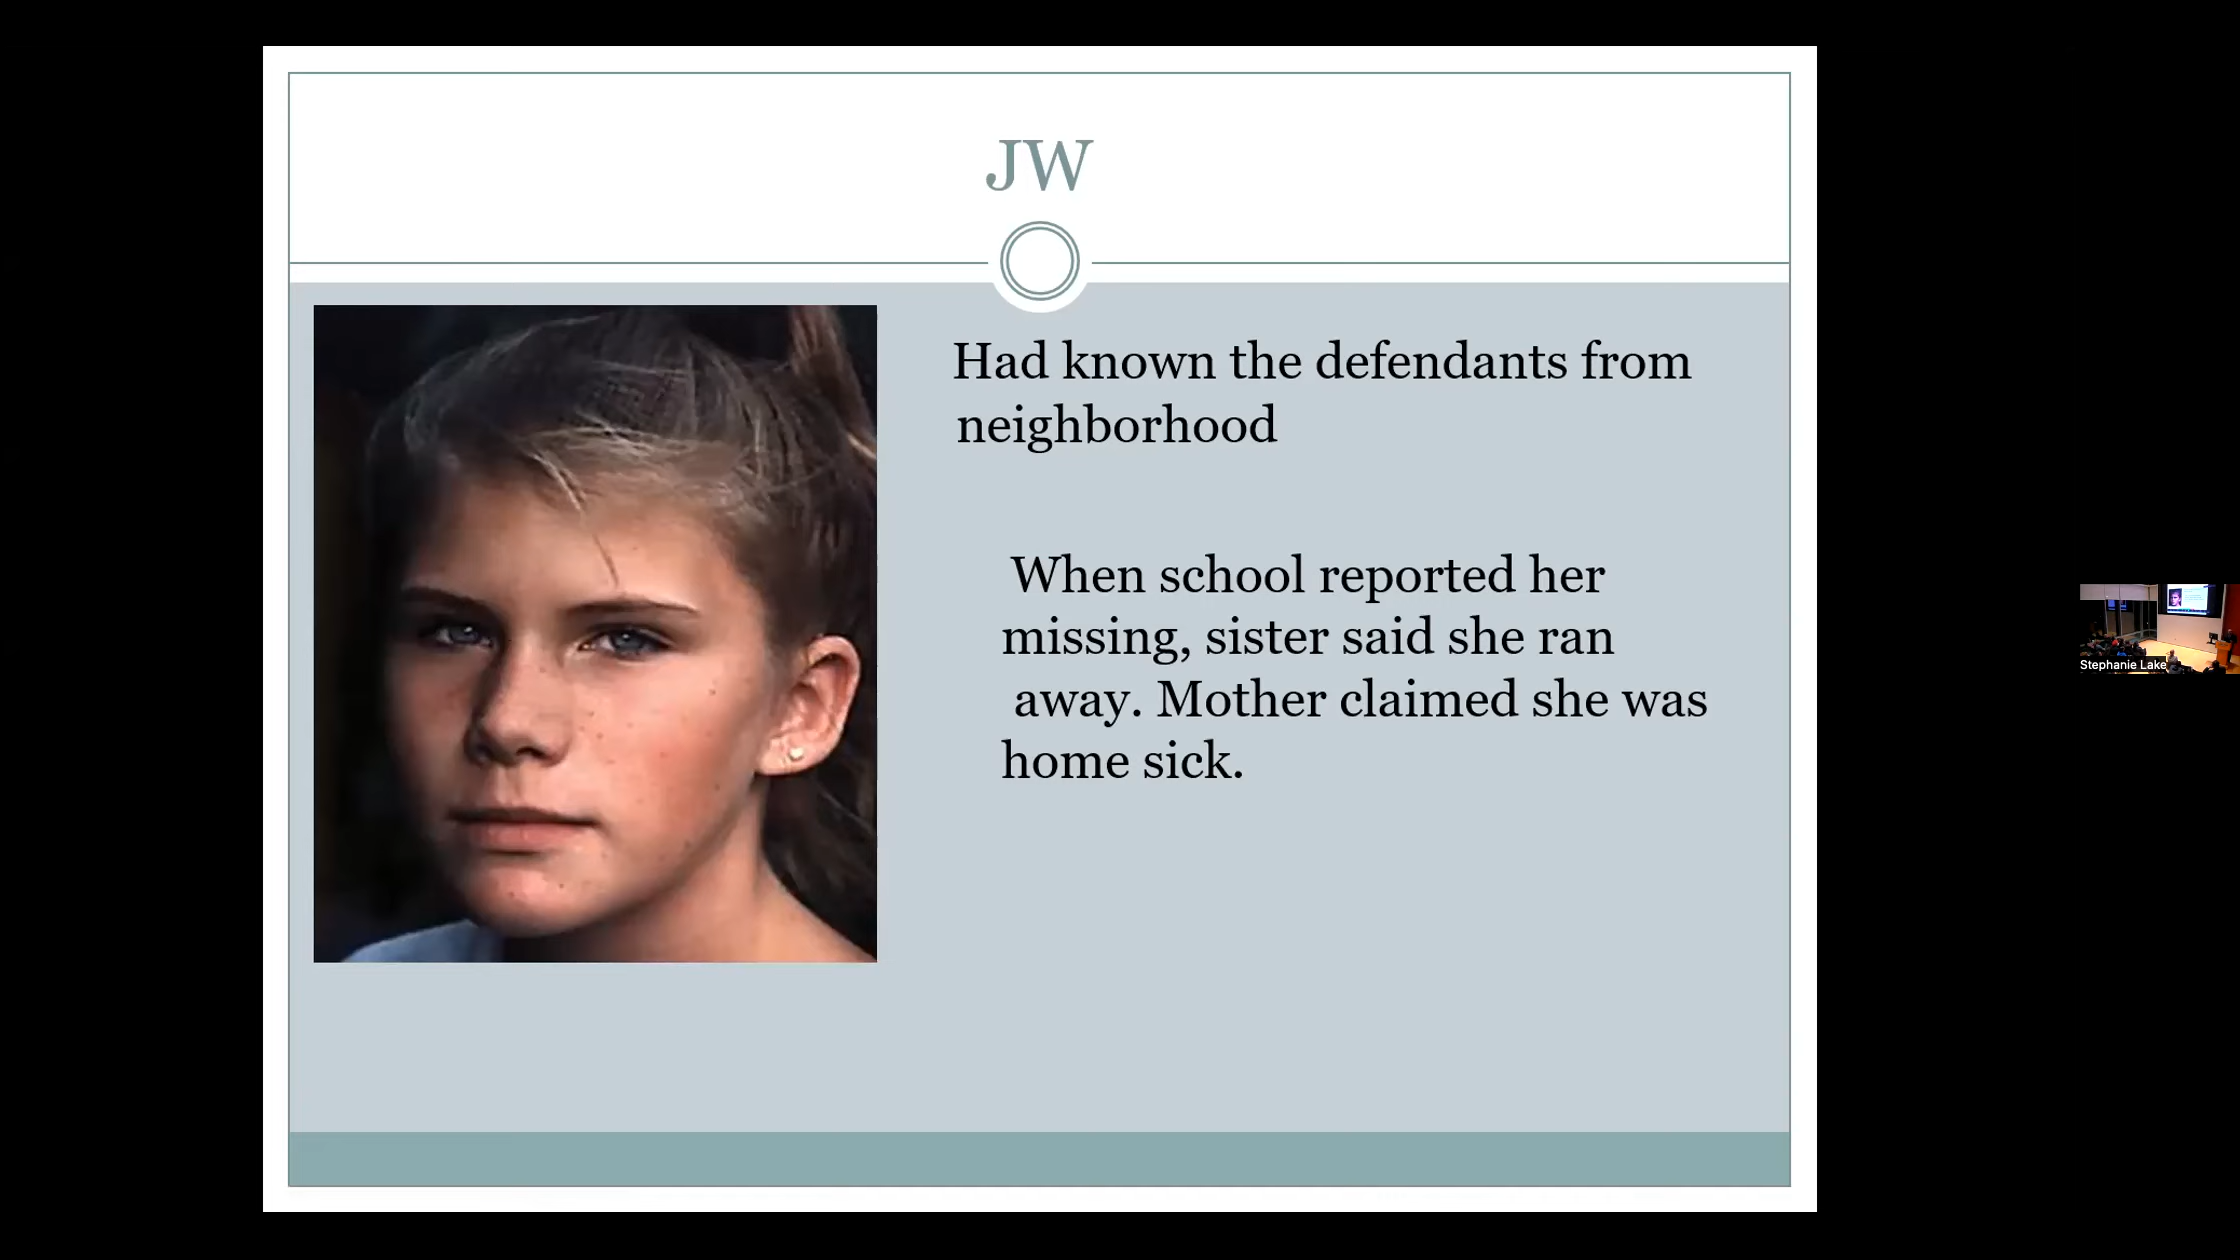 JW
Had known the defendants from
neighborhood
When school reported her
missing, sister said she ran
away. Mother claimed she was
home sick.
Stephanie Lake